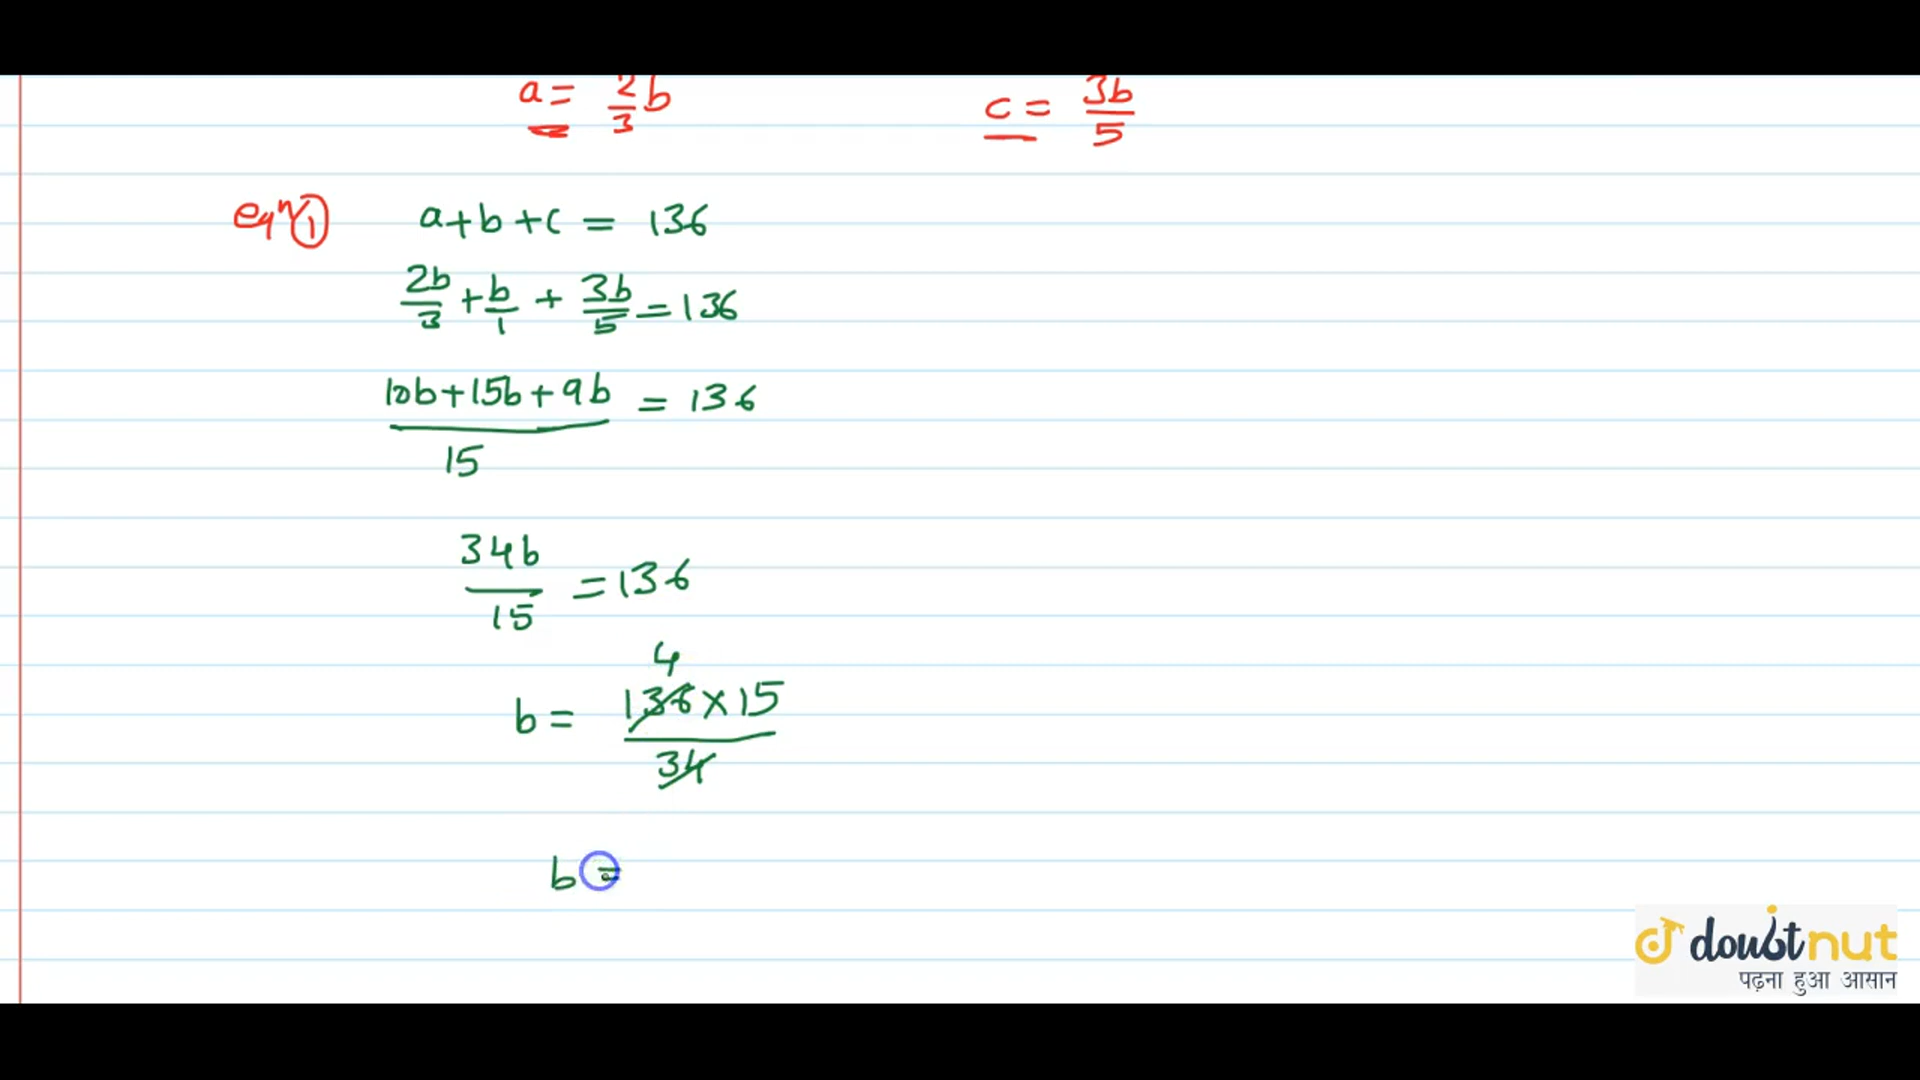 a = 2/3 b c = 3b/5
eqn 1 a+b+c = 136
2b/3 + b/1 + 3b/5 = 136
10b+15b+9b/15 = 136
34b/15 = 136
4
b = 136×15/34
b =
doubtnut
पढ़ना हुआ आसान